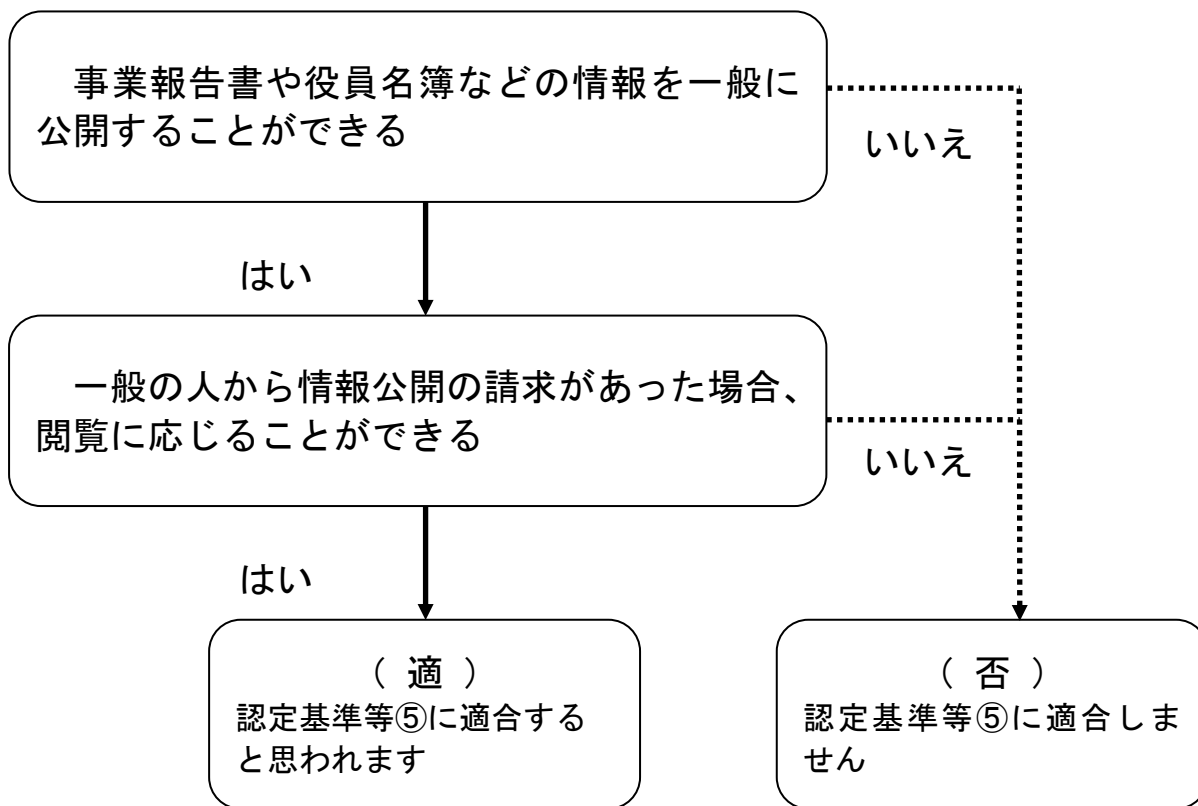 事業報告書や役員名簿などの情報を一般に
公開することができる
いいえ
はい
一般の人から情報公開の請求があった場合、
閲覧に応じることができる
いいえ
はい
（ 適 ）
認定基準等⑤に適合する
と思われます
（ 否 ）
認定基準等⑤に適合しま
せん